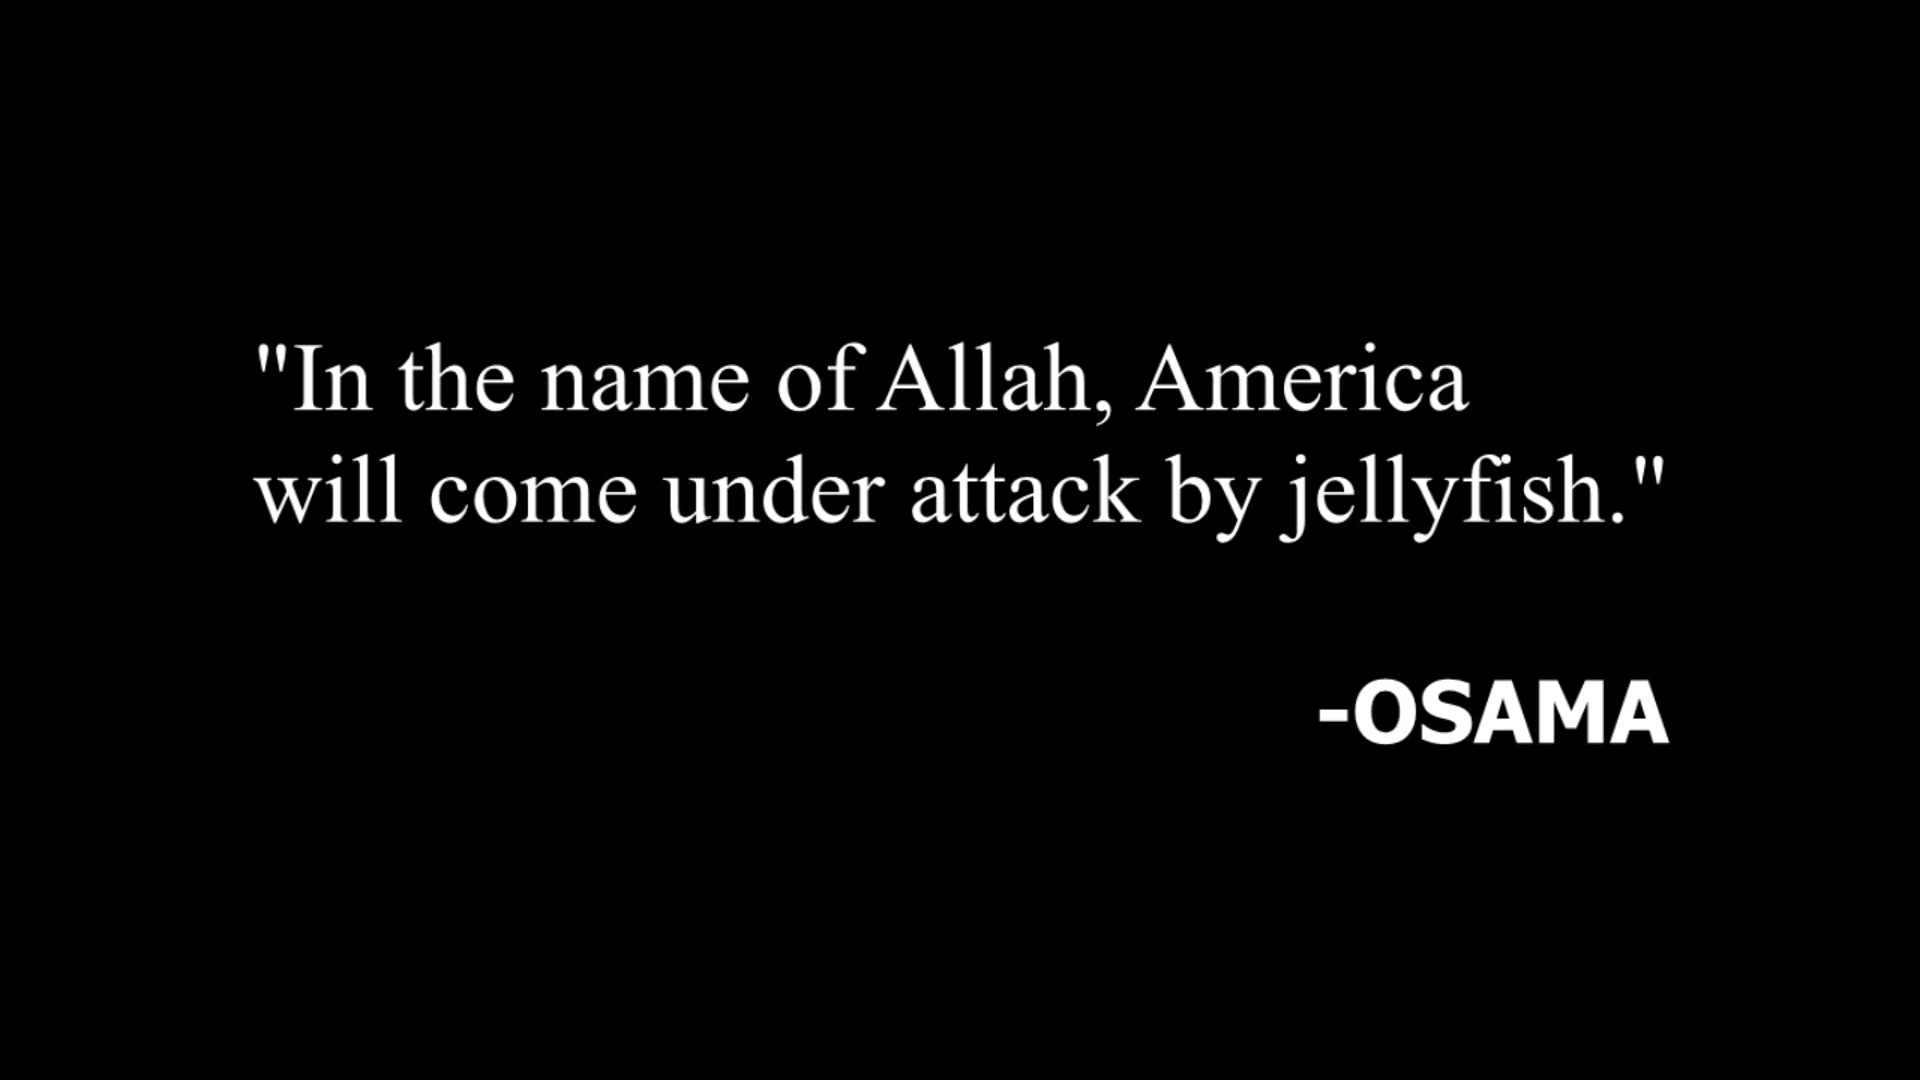 "In the name of Allah, America
will come under attack by jellyfish."
-OSAMA